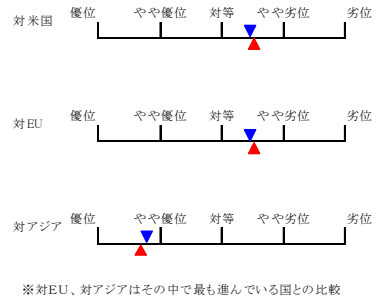 対米国 優位 やや優位 対等 やや劣位 劣位
対EU 優位 やや優位 対等 やや劣位 劣位
対アジア 優位 やや優位 対等 やや劣位 劣位
※対EU、対アジアはその中で最も進んでいる国との比較